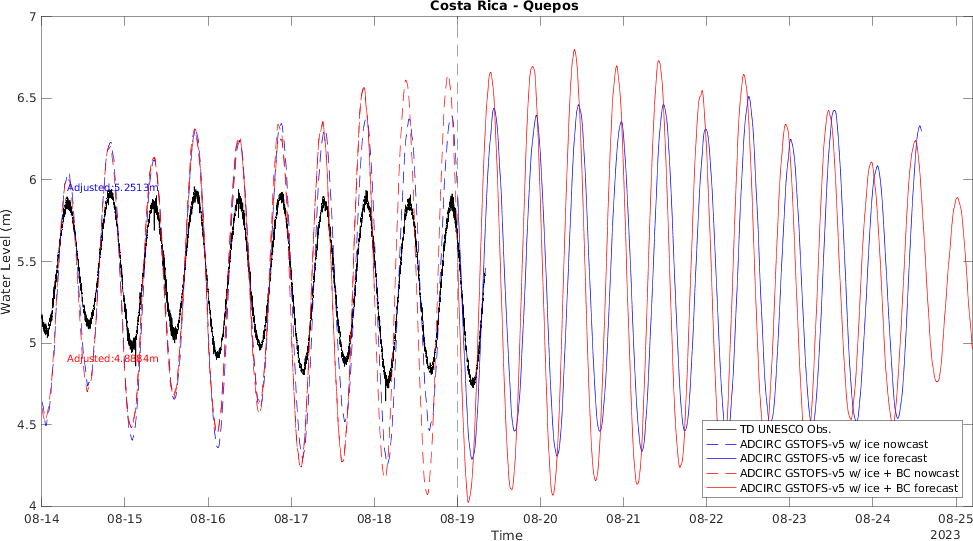 Costa Rica - Quepos
7
6.5
6
5.5
5
4.5
4
Water Level (m)
Adjusted:5.2513m
Adjusted:4.8884m
TD UNESCO Obs.
ADCIRC GSTOFS-v5 w/ ice nowcast
ADCIRC GSTOFS-v5 w/ ice forecast
ADCIRC GSTOFS-v5 w/ ice + BC nowcast
ADCIRC GSTOFS-v5 w/ ice + BC forecast
08-14 08-15 08-16 08-17 08-18 08-19 08-20 08-21 08-22 08-23 08-24 08-25
Time
2023